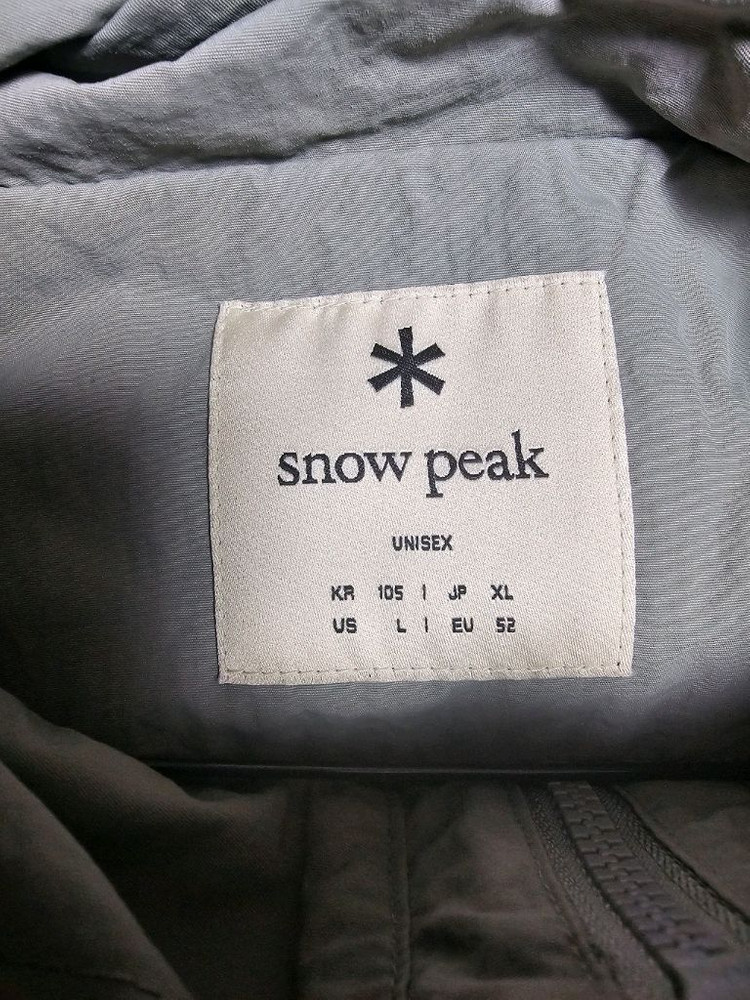 snow peak
UNISEX
KR 105 | JP XL
US L | EU 52